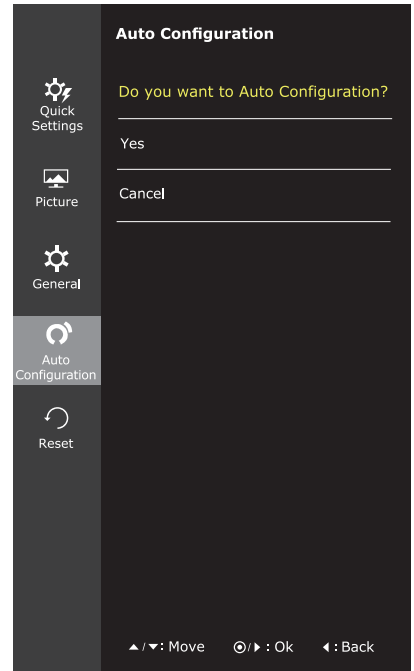 Auto Configuration
Do you want to Auto Configuration?
Yes
Cancel
Quick
Settings
Picture
General
Auto
Configuration
Reset
▲/▼: Move ⦿/▶ : Ok ◀ : Back